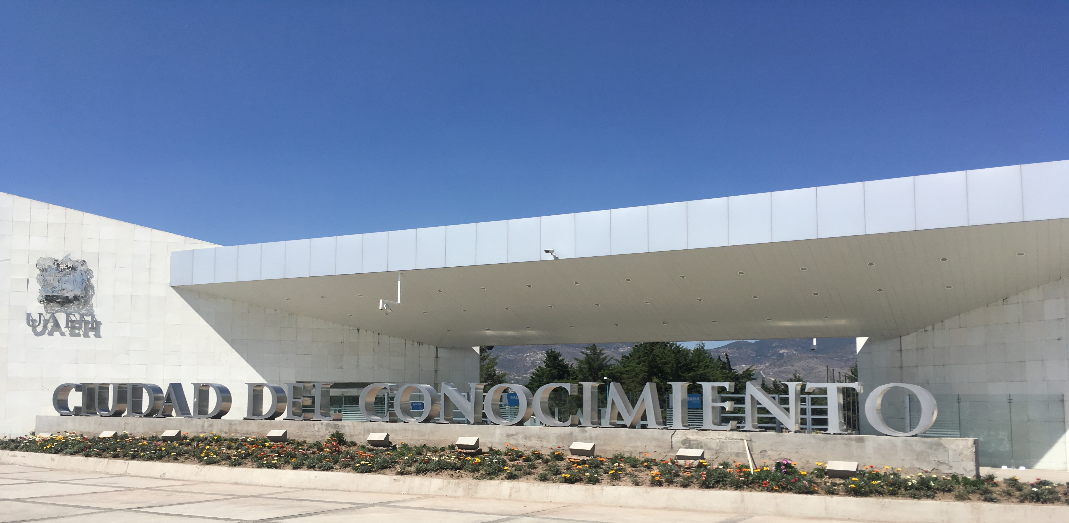 UAEH
CIUDAD DEL CONOCIMIENTO